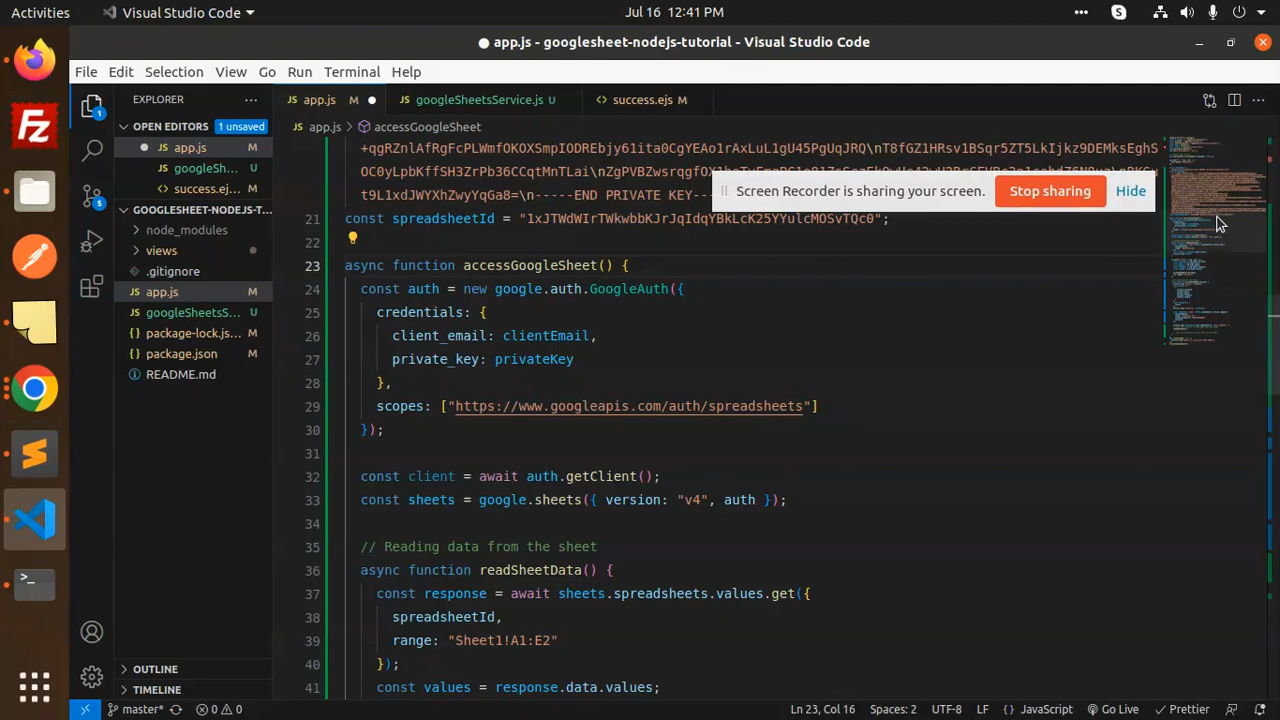 Activities
Visual Studio Code
Jul 16 12:41 PM
app.js - googlesheet-nodejs-tutorial - Visual Studio Code
File Edit Selection View Go Run Terminal Help
EXPLORER
app.js M
googleSheetsService.js U
success.ejs M
OPEN EDITORS
1 unsaved
app.js
googleSh... U
success.ej... M
GOOGLESHEET-NODEJS-T...
node_modules
views
.gitignore
app.js M
googleSheetsS... U
package-lock.js... M
package.json M
README.md
OUTLINE
TIMELINE
app.js > accessGoogleSheet
Screen Recorder is sharing your screen.
Stop sharing
Hide
t9L1xdJWYXhZwyYqGa8=\n-----END PRIVATE KEY---
21 const spreadsheetId = "1xJTWdWIrTWkwbbKJrJqIdqYBkLcK25YYulcMOSvTQc0";
22
23 async function accessGoogleSheet() {
24 const auth = new google.auth.GoogleAuth({
25 credentials: {
26 client_email: clientEmail,
27 private_key: privateKey
28 },
29 scopes: ["https://www.googleapis.com/auth/spreadsheets"]
30 });
31
32 const client = await auth.getClient();
33 const sheets = google.sheets({ version: "v4", auth });
34
35 // Reading data from the sheet
36 async function readSheetData() {
37 const response = await sheets.spreadsheets.values.get({
38 spreadsheetId,
39 range: "Sheet1!A1:E2"
40 });
41 const values = response.data.values;
master*
0 0
Ln 23, Col 16
Spaces: 2
UTF-8
LF
JavaScript
Go Live
Prettier